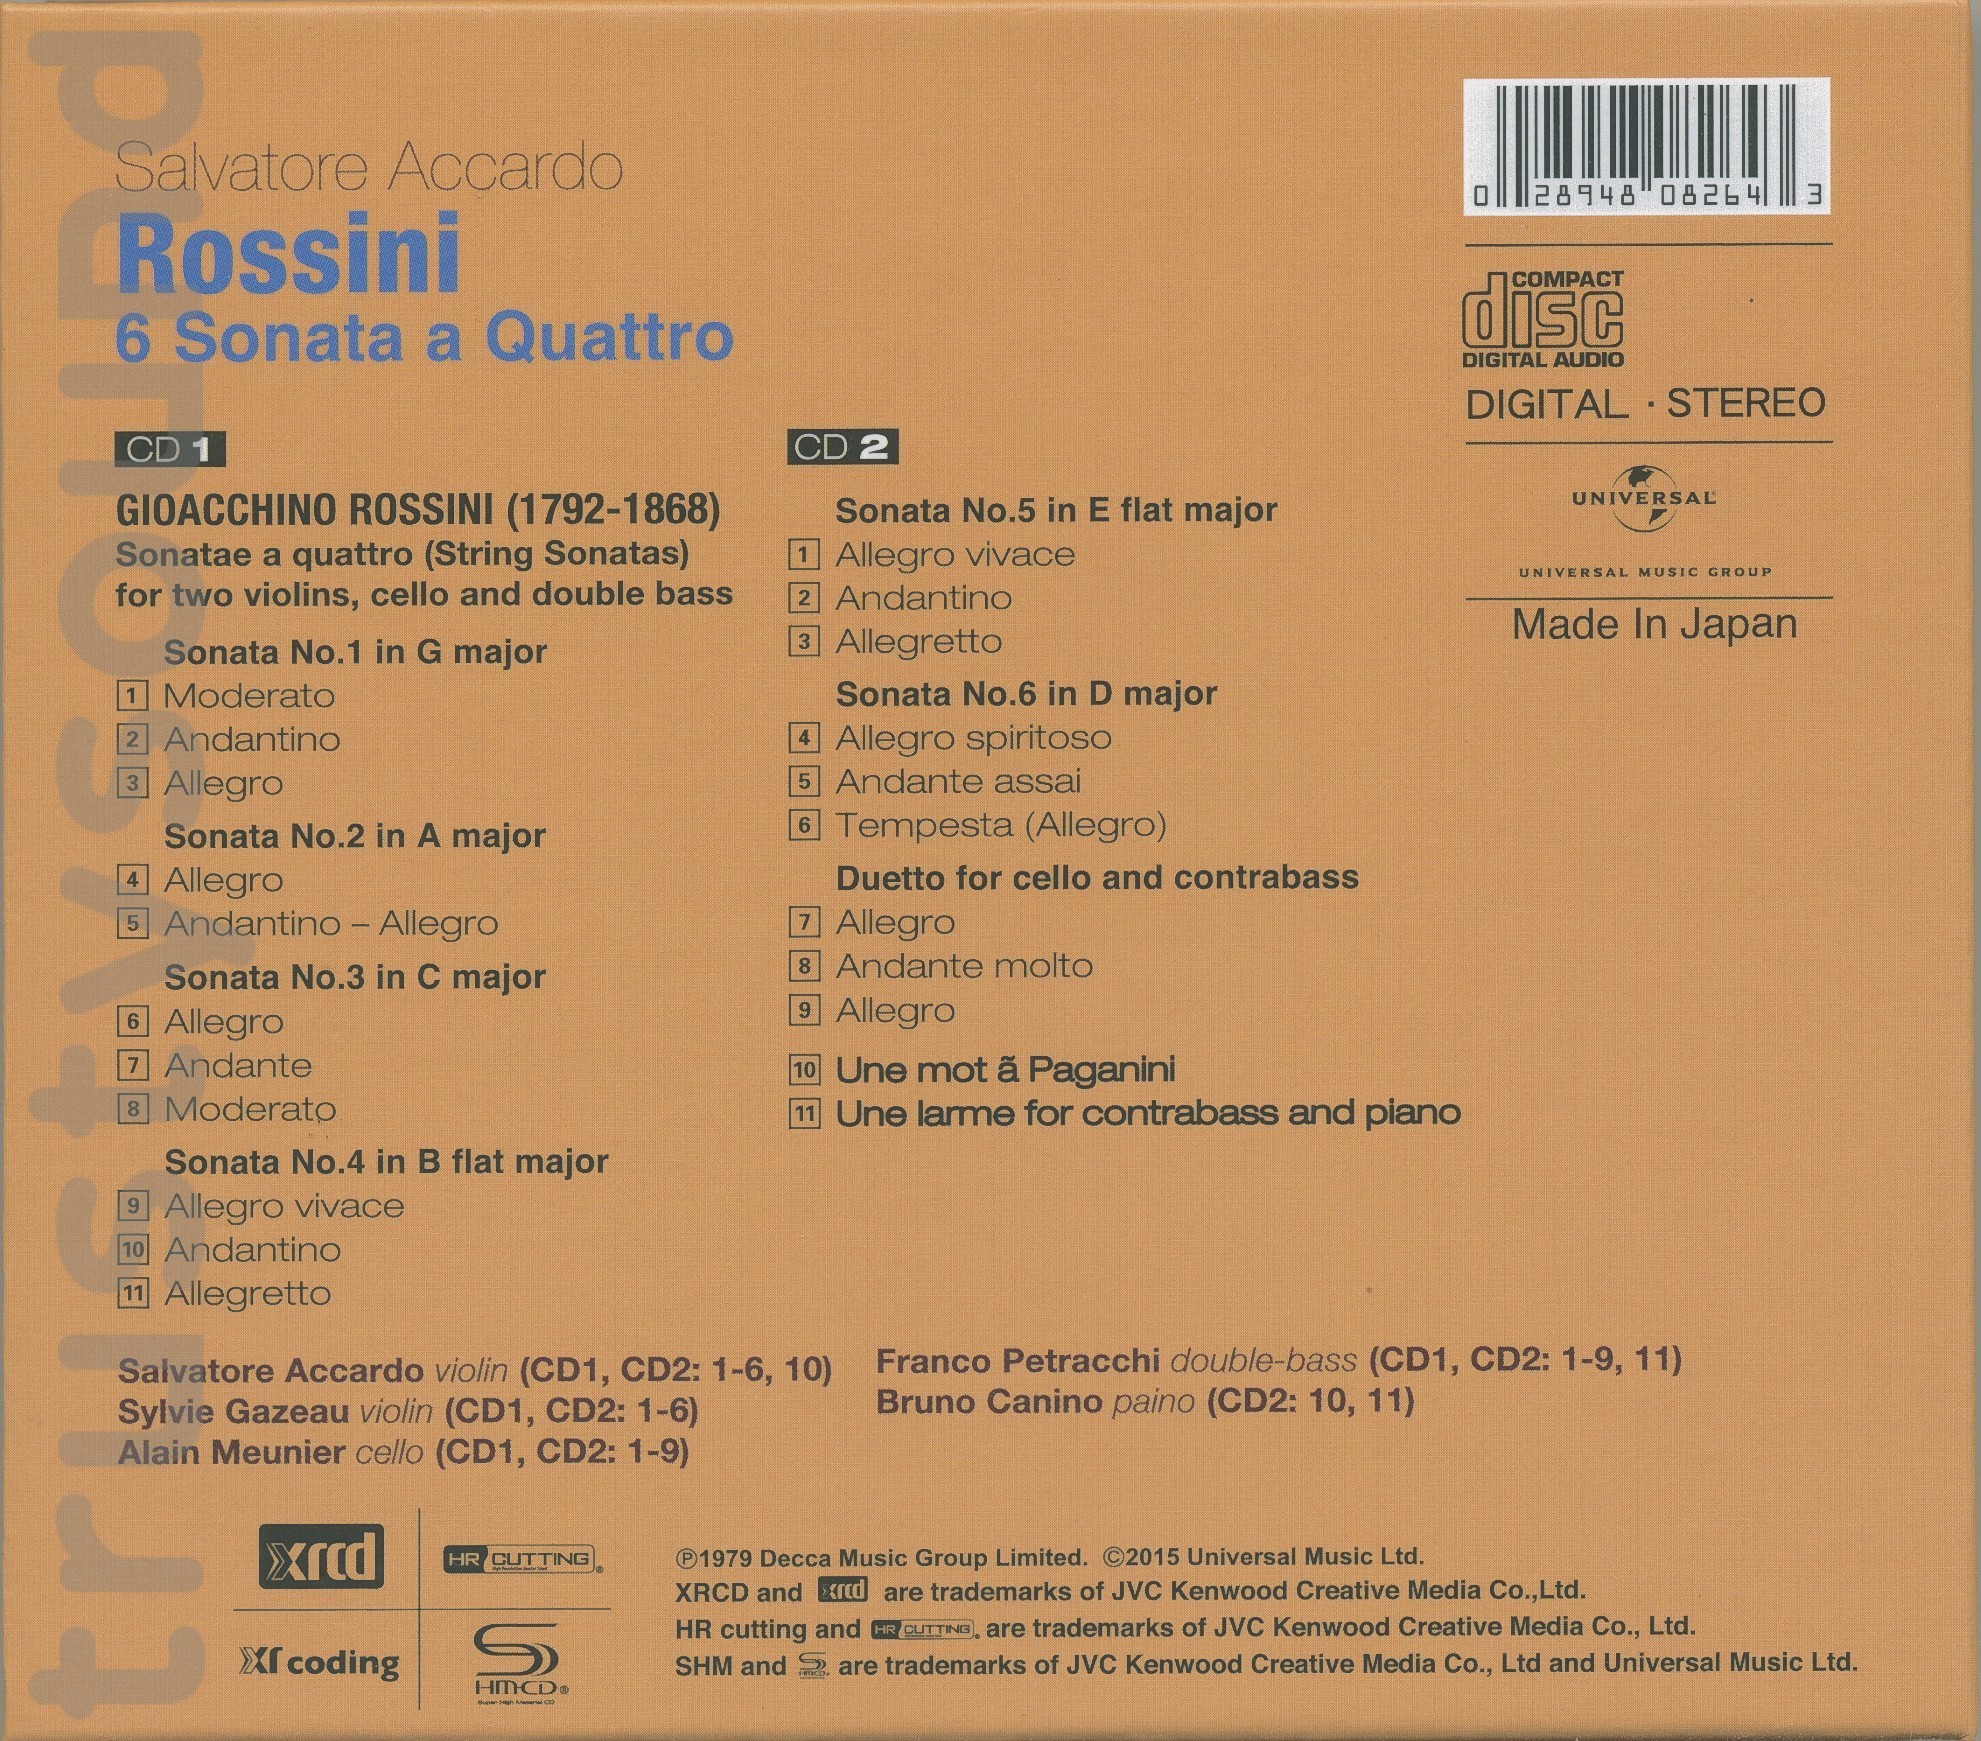 trustysound
Salvatore Accardo
Rossini
6 Sonata a Quattro
CD 1
GIOACCHINO ROSSINI (1792-1868)
Sonatae a quattro (String Sonatas)
for two violins, cello and double bass
Sonata No.1 in G major
1 Moderato
2 Andantino
3 Allegro
Sonata No.2 in A major
4 Allegro
5 Andantino – Allegro
Sonata No.3 in C major
6 Allegro
7 Andante
8 Moderato
Sonata No.4 in B flat major
9 Allegro vivace
10 Andantino
11 Allegretto
CD 2
Sonata No.5 in E flat major
1 Allegro vivace
2 Andantino
3 Allegretto
Sonata No.6 in D major
4 Allegro spiritoso
5 Andante assai
6 Tempesta (Allegro)
Duetto for cello and contrabass
7 Allegro
8 Andante molto
9 Allegro
10 Une mot ã Paganini
11 Une larme for contrabass and piano
0 28948 08264 3
COMPACT
disc
DIGITAL AUDIO
DIGITAL · STEREO
UNIVERSAL
UNIVERSAL MUSIC GROUP
Made In Japan
Salvatore Accardo violin (CD1, CD2: 1-6, 10)
Sylvie Gazeau violin (CD1, CD2: 1-6)
Alain Meunier cello (CD1, CD2: 1-9)
Franco Petracchi double-bass (CD1, CD2: 1-9, 11)
Bruno Canino paino (CD2: 10, 11)
xrcd
HR CUTTING®
xr coding
HM-CD®
Super High Material CD
℗1979 Decca Music Group Limited. ©2015 Universal Music Ltd.
XRCD and xrcd are trademarks of JVC Kenwood Creative Media Co.,Ltd.
HR cutting and HR CUTTING. are trademarks of JVC Kenwood Creative Media Co., Ltd.
SHM and HM-CD. are trademarks of JVC Kenwood Creative Media Co., Ltd and Universal Music Ltd.